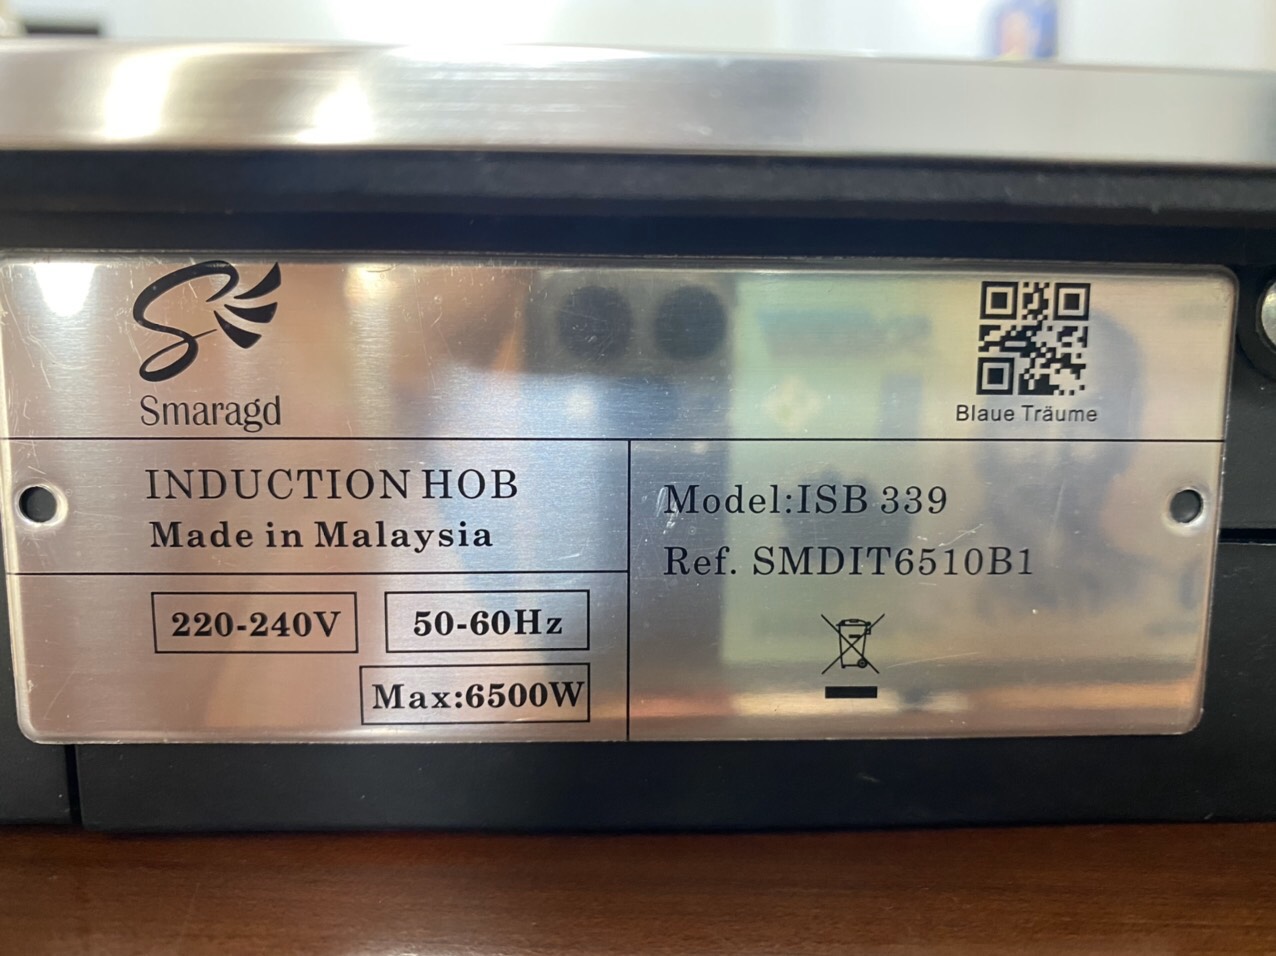 Smaragd
Blaue Träume
INDUCTION HOB
Made in Malaysia
220-240V
50-60Hz
Max:6500W
Model:ISB 339
Ref. SMDIT6510B1